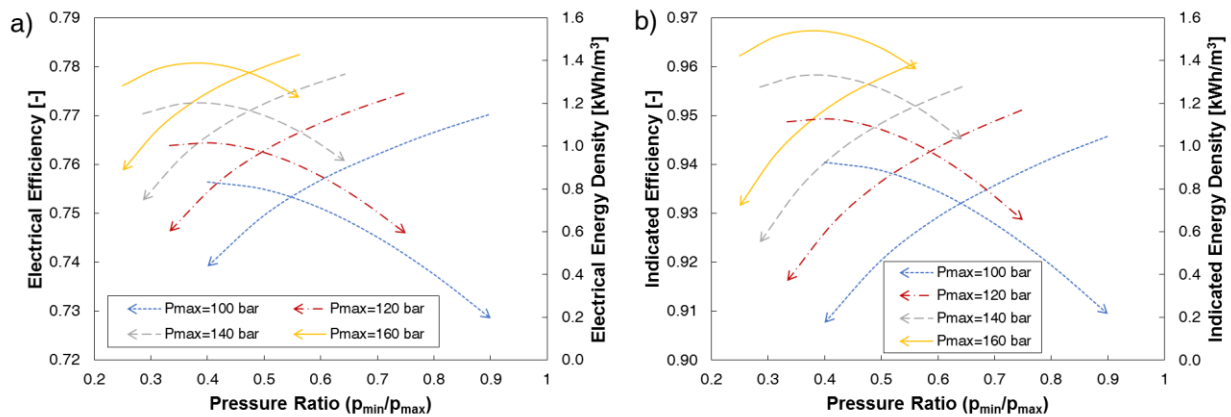 a)
Electrical Efficiency [-]
0.79
0.78
0.77
0.76
0.75
0.74
0.73
0.72
1.6
1.4
1.2
1.0
0.8
0.6
0.4
0.2
0.0
Electrical Energy Density [kWh/m³]
Pmax=100 bar
Pmax=120 bar
Pmax=140 bar
Pmax=160 bar
0.2 0.3 0.4 0.5 0.6 0.7 0.8 0.9 1
Pressure Ratio (pmin/pmax)
b)
Indicated Efficiency [-]
0.97
0.96
0.95
0.94
0.93
0.92
0.91
0.90
1.6
1.4
1.2
1.0
0.8
0.6
0.4
0.2
0.0
Indicated Energy Density [kWh/m³]
Pmax=100 bar
Pmax=120 bar
Pmax=140 bar
Pmax=160 bar
0.2 0.3 0.4 0.5 0.6 0.7 0.8 0.9 1
Pressure Ratio (pmin/pmax)